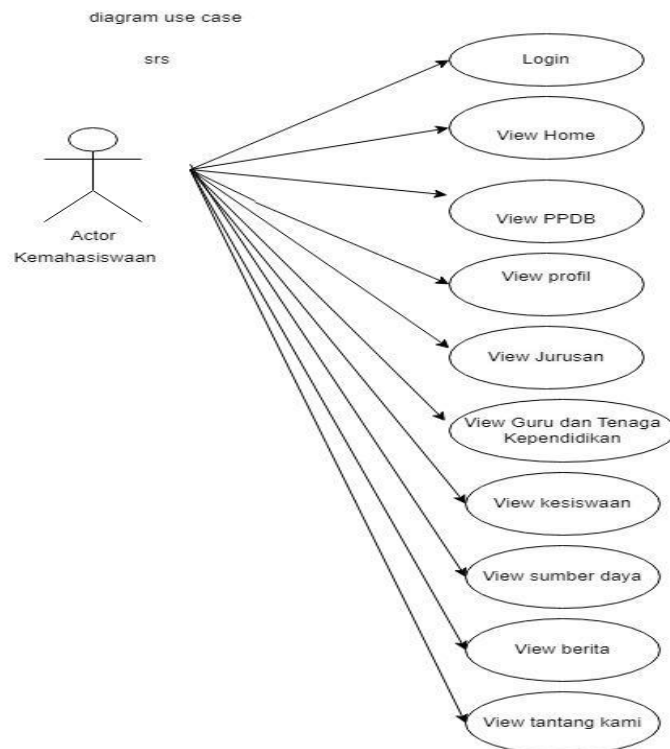 diagram use case
srs
Actor
Kemahasiswaan
Login
View Home
View PPDB
View profil
View Jurusan
View Guru dan Tenaga
Kependidikan
View kesiswaan
View sumber daya
View berita
View tantang kami